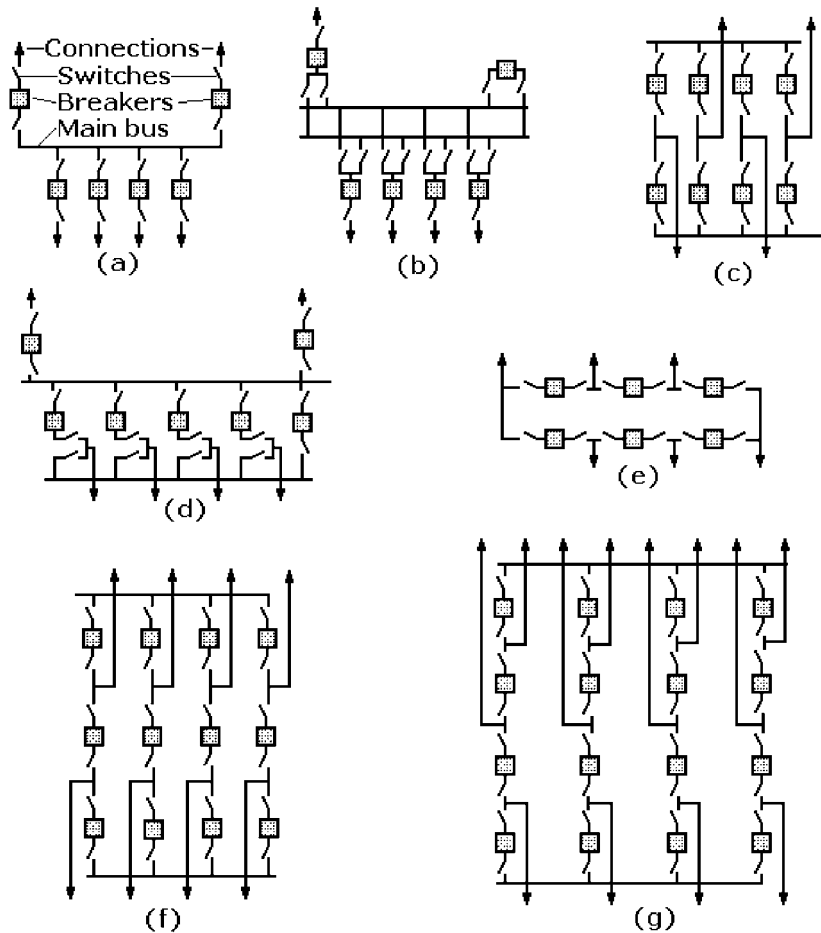 Connections
Switches
Breakers
Main bus
(a)
(b)
(c)
(d)
(e)
(f)
(g)